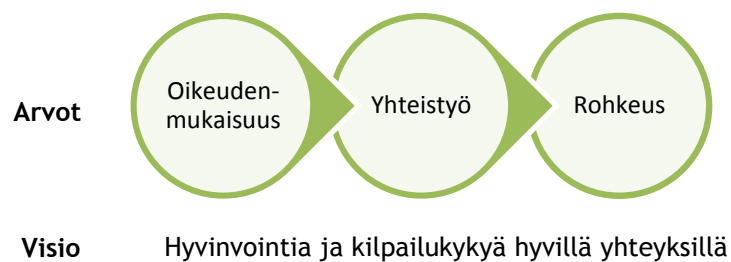 Arvot
Oikeuden-
mukaisuus
Yhteistyö
Rohkeus
Visio
Hyvinvointia ja kilpailukykyä hyvillä yhteyksillä